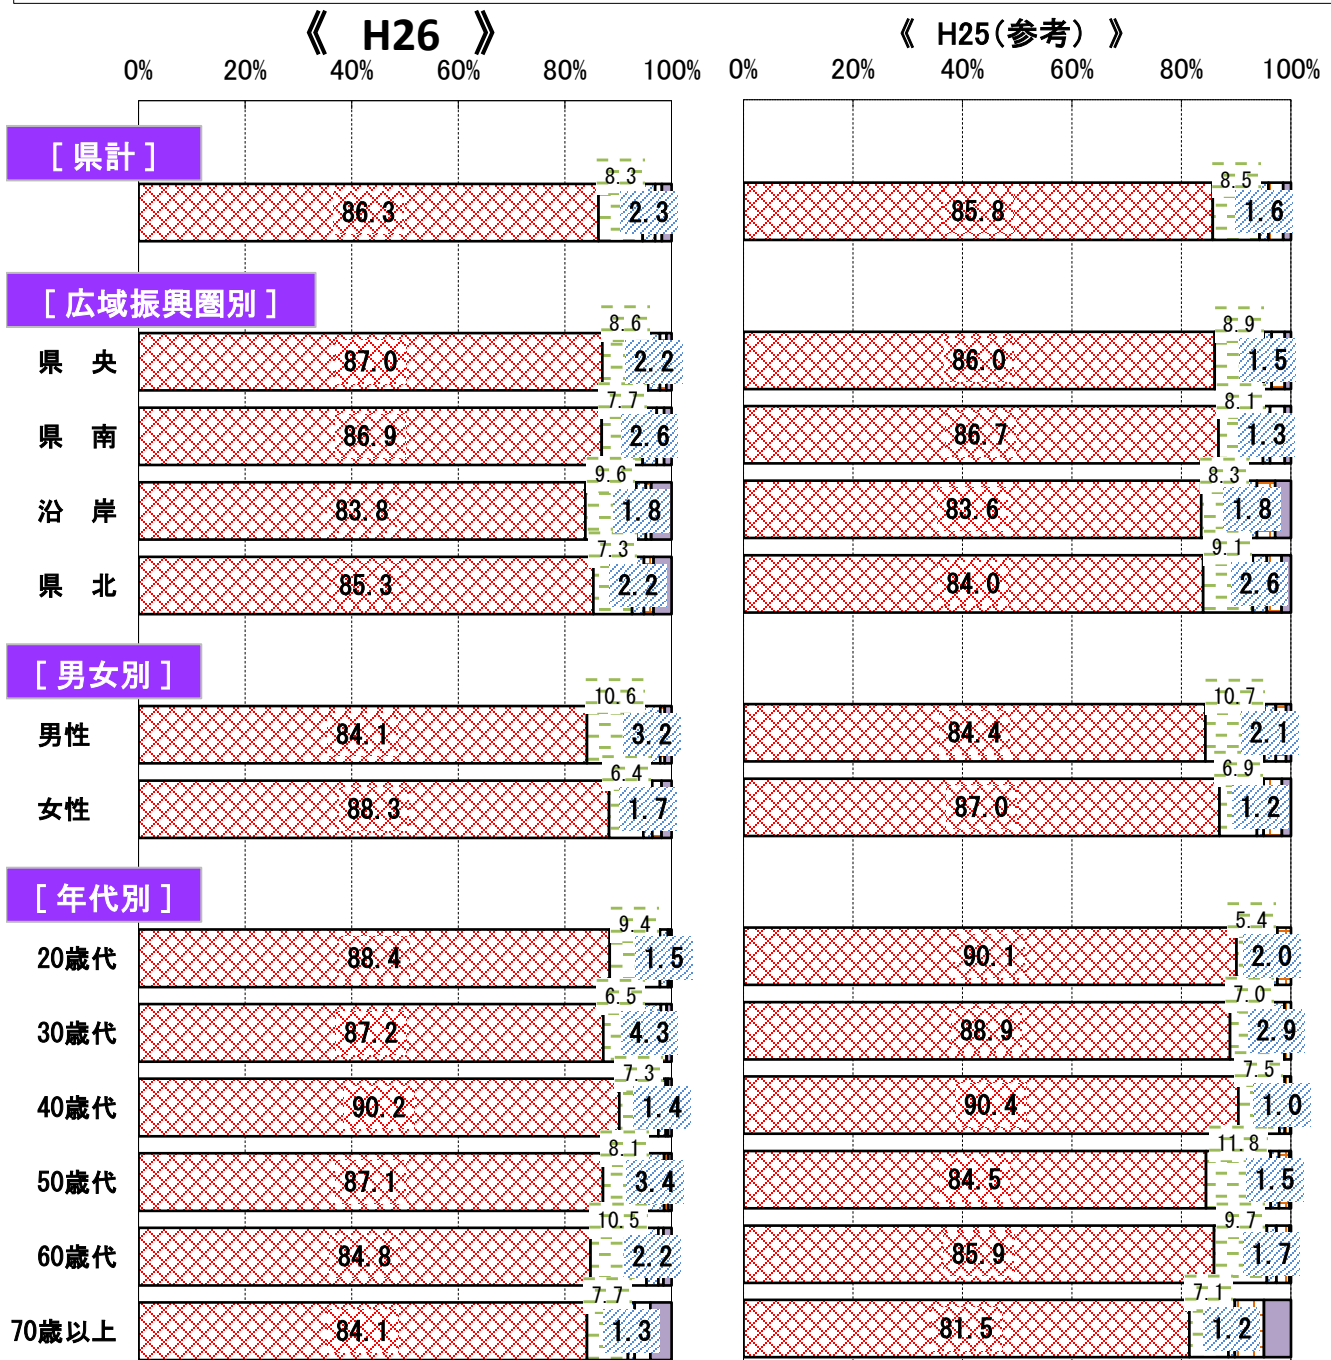 《 H26 》 《 H25(参考) 》
0% 20% 40% 60% 80% 100% 0% 20% 40% 60% 80% 100%
[ 県計 ]
8.3 8.5
86.3 2.3 85.8 1.6
[ 広域振興圏別 ]
8.6 8.9
県 央 87.0 2.2 86.0 1.5
7.7 8.1
県 南 86.9 2.6 86.7 1.3
9.6 8.3
沿 岸 83.8 1.8 83.6 1.8
7.3 9.1
県 北 85.3 2.2 84.0 2.6
[ 男女別 ]
10.6 10.7
男性 84.1 3.2 84.4 2.1
6.4 6.9
女性 88.3 1.7 87.0 1.2
[ 年代別 ]
9.4 5.4
20歳代 88.4 1.5 90.1 2.0
6.5 7.0
30歳代 87.2 4.3 88.9 2.9
7.3 7.5
40歳代 90.2 1.4 90.4 1.0
8.1 11.8
50歳代 87.1 3.4 84.5 1.5
10.5 9.7
60歳代 84.8 2.2 85.9 1.7
7.7 7.1
70歳以上 84.1 1.3 81.5 1.2